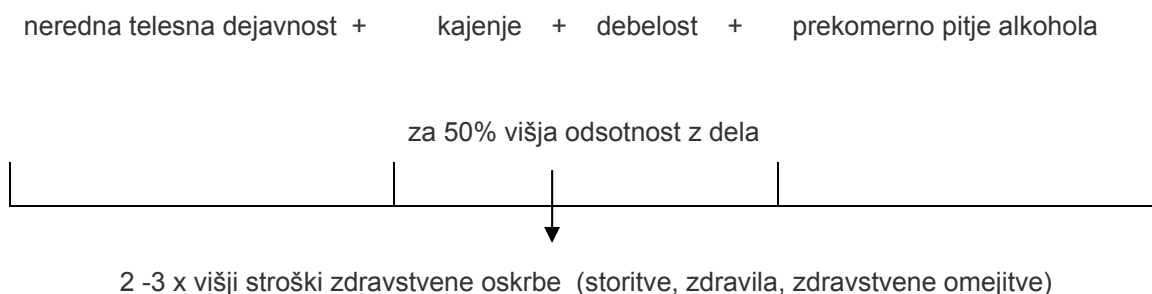 neredna telesna dejavnost + kajenje + debelost + prekomerno pitje alkohola
za 50% višja odsotnost z dela
2 -3 x višji stroški zdravstvene oskrbe (storitve, zdravila, zdravstvene omejitve)